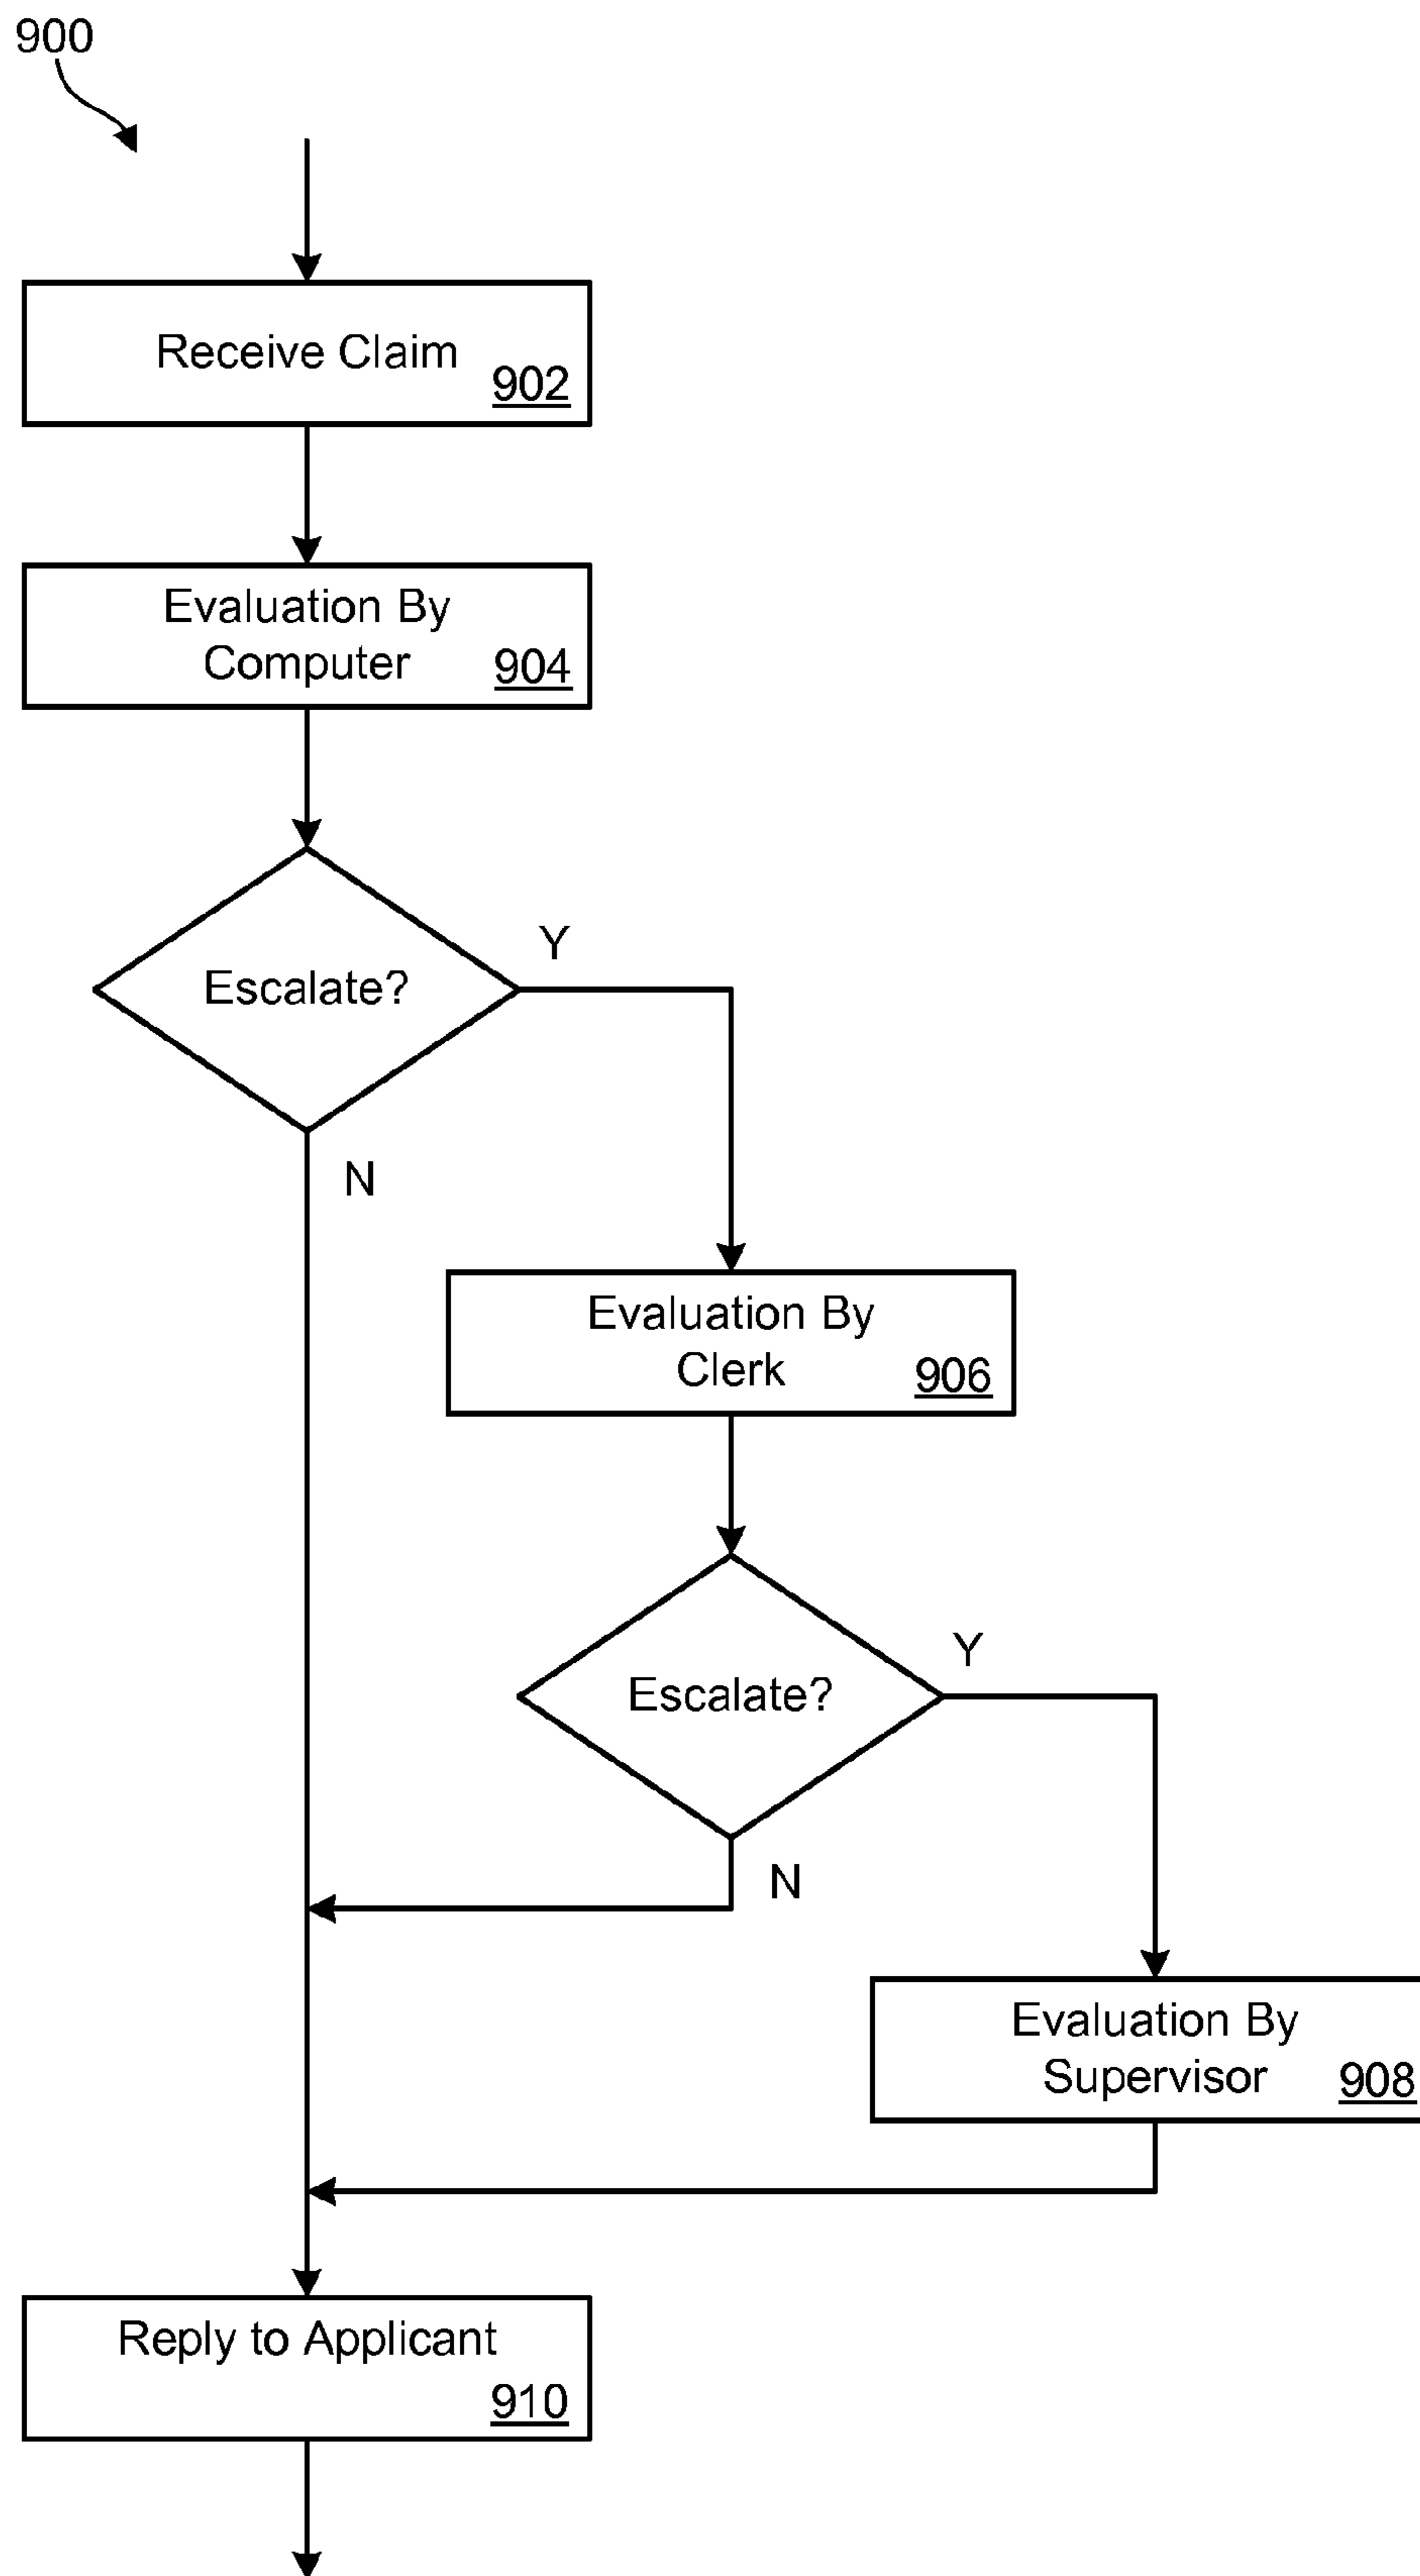 900
Receive Claim
902
Evaluation By
Computer
904
Escalate?
Y
N
Evaluation By
Clerk
906
Escalate?
Y
N
Evaluation By
Supervisor
908
Reply to Applicant
910